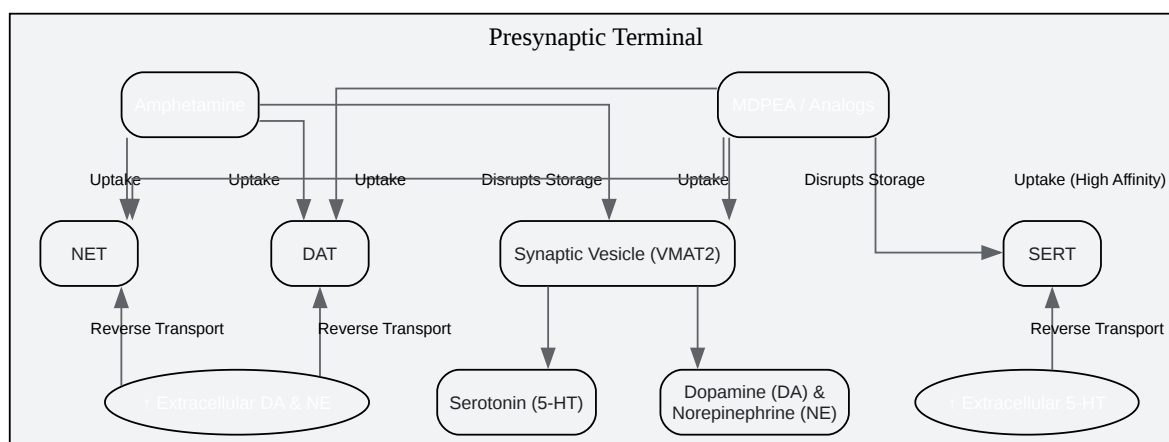 Presynaptic Terminal
Amphetamine
MDPEA / Analogs
Uptake
Uptake
Uptake
Disrupts Storage
Uptake
Disrupts Storage
Uptake (High Affinity)
NET
DAT
Synaptic Vesicle (VMAT2)
SERT
Reverse Transport
Reverse Transport
Reverse Transport
↑ Extracellular DA & NE
Serotonin (5-HT)
Dopamine (DA) &
Norepinephrine (NE)
↑ Extracellular 5-HT